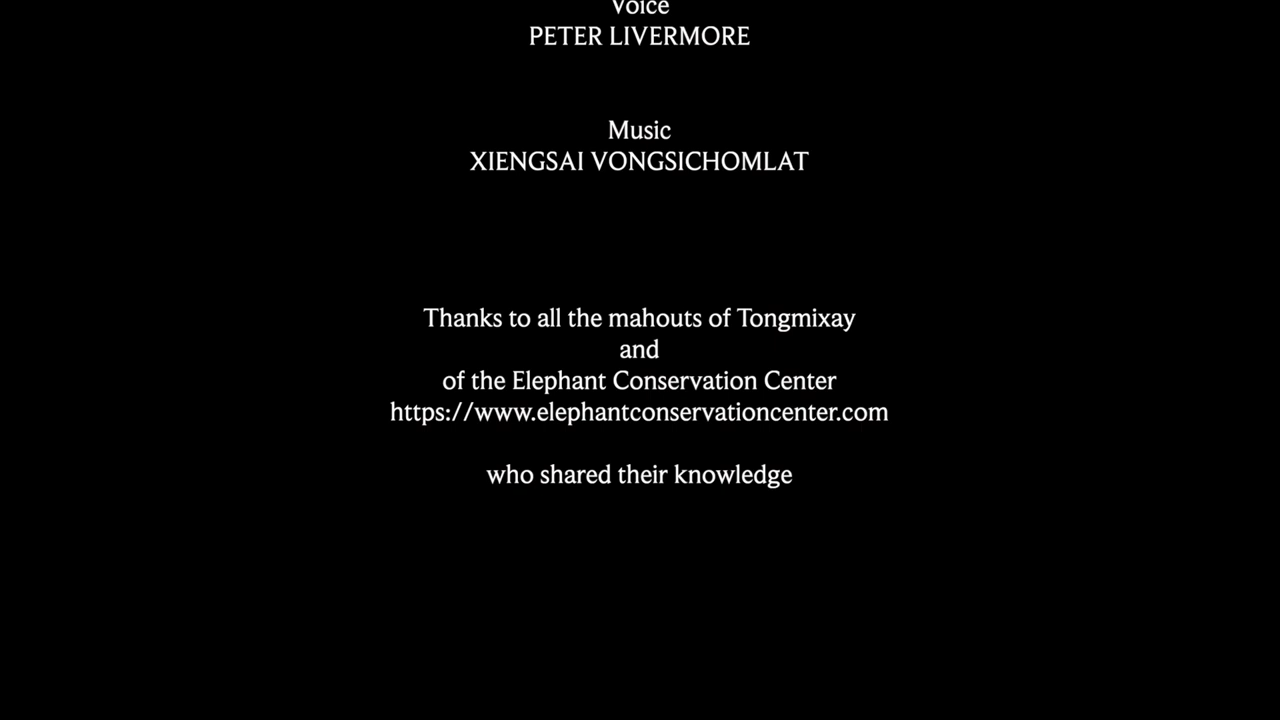 Voice
PETER LIVERMORE
Music
XIENGSAI VONGSICHOMLAT
Thanks to all the mahouts of Tongmixay
and
of the Elephant Conservation Center
https://www.elephantconservationcenter.com
who shared their knowledge